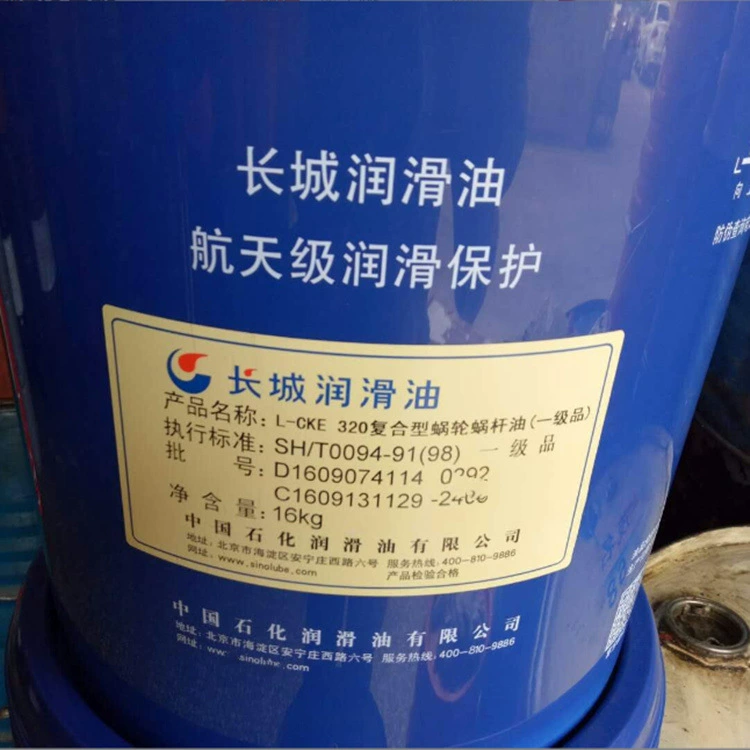 长城润滑油
航天级润滑保护
长城润滑油
产品名称: L-CKE 320复合型蜗轮蜗杆油(一级品)
执行标准: SH/T0094-91(98) 一级品
批 号: D1609074114 0292
C1609131129
净含量: 16kg
中国石化润滑油有限公司
地址: 北京市海淀区安宁庄西路六号 服务热线: 400-810-9886
网址: www.sinolube.com 产品检验合格
中国石化润滑油有限公司
地址: 北京市海淀区安宁庄西路六号 服务热线: 400-810-9886
网址: sinolube.com